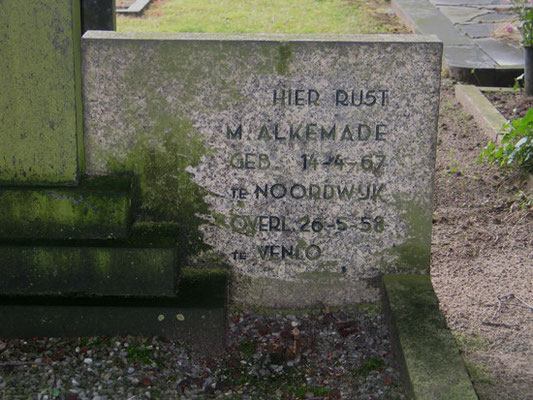 HIER RUST
M. ALKEMADE
GEB. 14-4-67
te NOORDWIJK
OVERL. 26-5-58
te VENLO